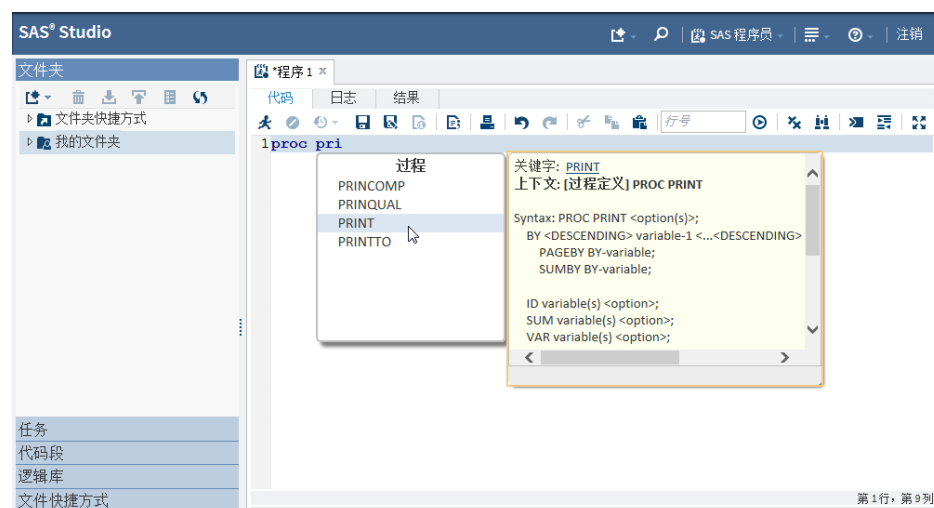 SAS® Studio
SAS 程序员
注销
文件夹
*程序 1 ×
代码 日志 结果
行号
文件夹快捷方式
我的文件夹
1 proc pri
过程
PRINCOMP
PRINQUAL
PRINT
PRINTTO
关键字: PRINT
上下文: [过程定义] PROC PRINT
Syntax: PROC PRINT <option(s)>;
BY <DESCENDING> variable-1 <...<DESCENDING>
PAGEBY BY-variable;
SUMBY BY-variable;
ID variable(s) <option>;
SUM variable(s) <option>;
VAR variable(s) <option>;
任务
代码段
逻辑库
文件快捷方式
第 1行, 第 9列